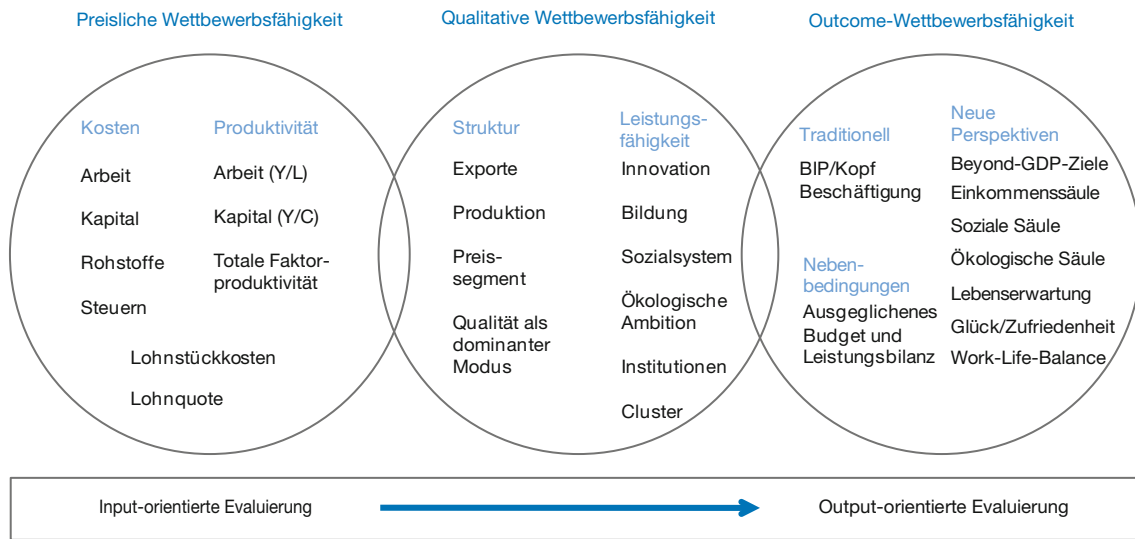 Preisliche Wettbewerbsfähigkeit
Kosten
Arbeit
Kapital
Rohstoffe
Steuern
Produktivität
Arbeit (Y/L)
Kapital (Y/C)
Totale Faktor-
produktivität
Lohnstückkosten
Lohnquote
Qualitative Wettbewerbsfähigkeit
Struktur
Exporte
Produktion
Preis-
segment
Qualität als
dominanter
Modus
Leistungs-
fähigkeit
Innovation
Bildung
Sozialsystem
Ökologische
Ambition
Institutionen
Cluster
Outcome-Wettbewerbsfähigkeit
Traditionell
BIP/Kopf
Beschäftigung
Neben-
bedingungen
Ausgeglichenes
Budget und
Leistungsbilanz
Neue
Perspektiven
Beyond-GDP-Ziele
Einkommenssäule
Soziale Säule
Ökologische Säule
Lebenserwartung
Glück/Zufriedenheit
Work-Life-Balance
Input-orientierte Evaluierung
Output-orientierte Evaluierung